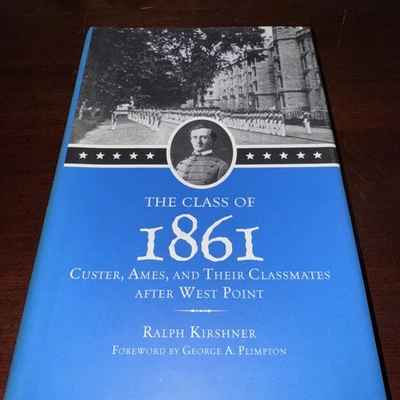 THE CLASS OF
1861
CUSTER, AMES, AND THEIR CLASSMATES
AFTER WEST POINT
RALPH KIRSHNER
FOREWORD BY GEORGE A. PLIMPTON